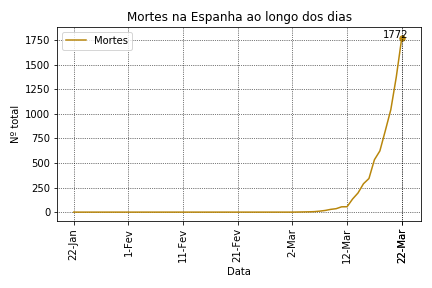 Mortes na Espanha ao longo dos dias
Mortes
1772
1750
1500
1250
1000
750
500
250
0
Nº total
22-Jan
1-Fev
11-Fev
21-Fev
2-Mar
12-Mar
22-Mar
Data